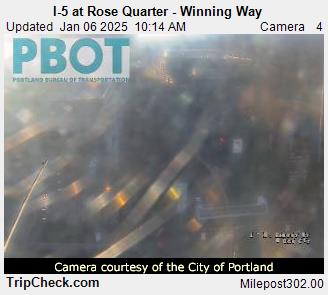 I-5 at Rose Quarter - Winning Way
Updated Jan 06 2025 10:14 AM Camera 4
PBOT
PORTLAND BUREAU OF TRANSPORTATION
Camera courtesy of the City of Portland
TripCheck.com Milepost302.00